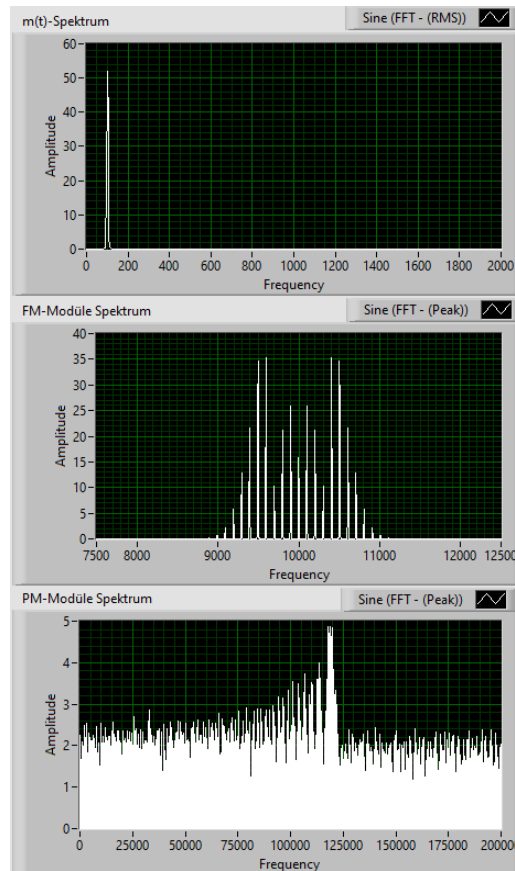 m(t)-Spektrum Sine (FFT - (RMS))
60-
50-
40-
30-
20-
10-
0-
Amplitude
0 200 400 600 800 1000 1200 1400 1600 1800 2000
Frequency
FM-Modüle Spektrum Sine (FFT - (Peak))
40-
35-
30-
25-
20-
15-
10-
5-
0-
Amplitude
7500 8000 9000 10000 11000 12000 12500
Frequency
PM-Modüle Spektrum Sine (FFT - (Peak))
5-
4-
3-
2-
1-
0-
Amplitude
0 25000 50000 75000 100000 125000 150000 175000 200000
Frequency